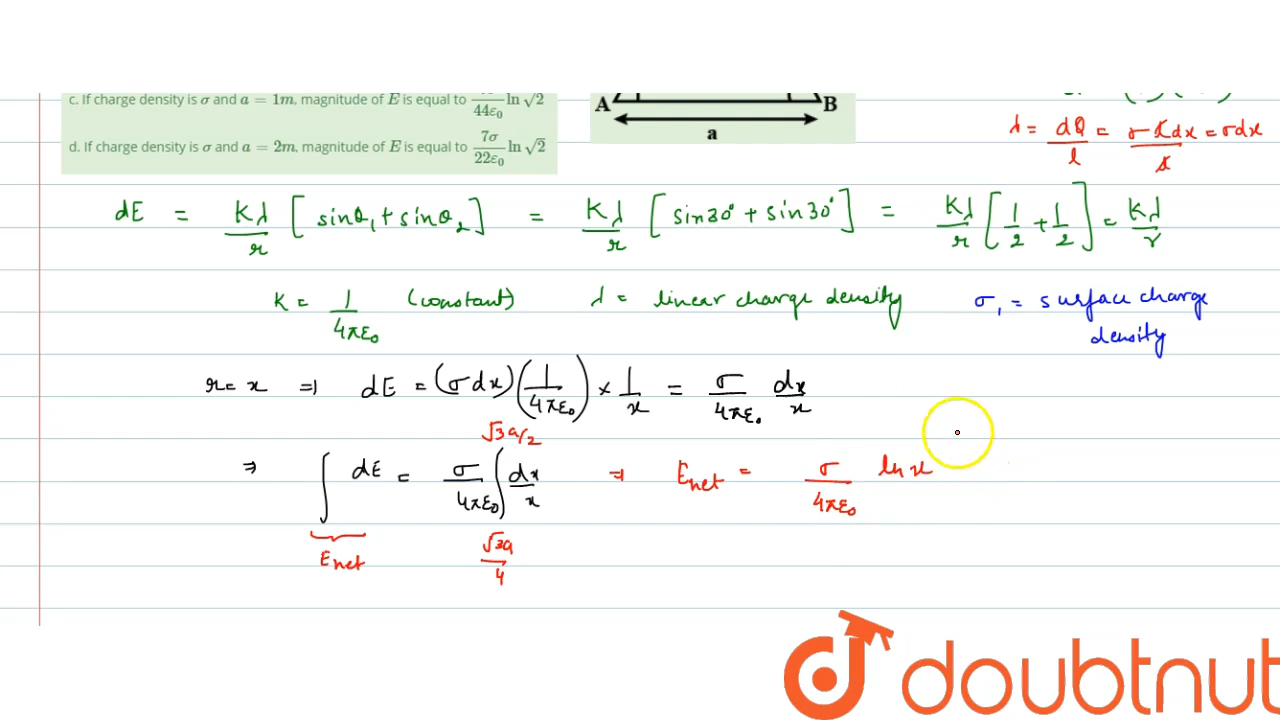 c. If charge density is σ and a = 1m, magnitude of E is equal to /44ε₀ ln √2
A B
a
d. If charge density is σ and a = 2m, magnitude of E is equal to 7σ/22ε₀ ln √2
λ = dQ/l = σ l dx/l = σdx
dE = Kλ/r [sinθ₁ + sinθ₂] = Kλ/r [sin30° + sin30°] = Kλ/r [1/2 + 1/2] = Kλ/r
K = 1/4πε₀ (constant) λ = linear charge density σ, = surface charge
density
r = x ⇒ dE = (σdx)(1/4πε₀) × 1/x = σ/4πε₀ dx/x
√3a/2
⇒ ∫ dE = σ/4πε₀ ∫ dx/x ⇒ Enet = σ/4πε₀ ln x
Enet √3a/4
doubtnut